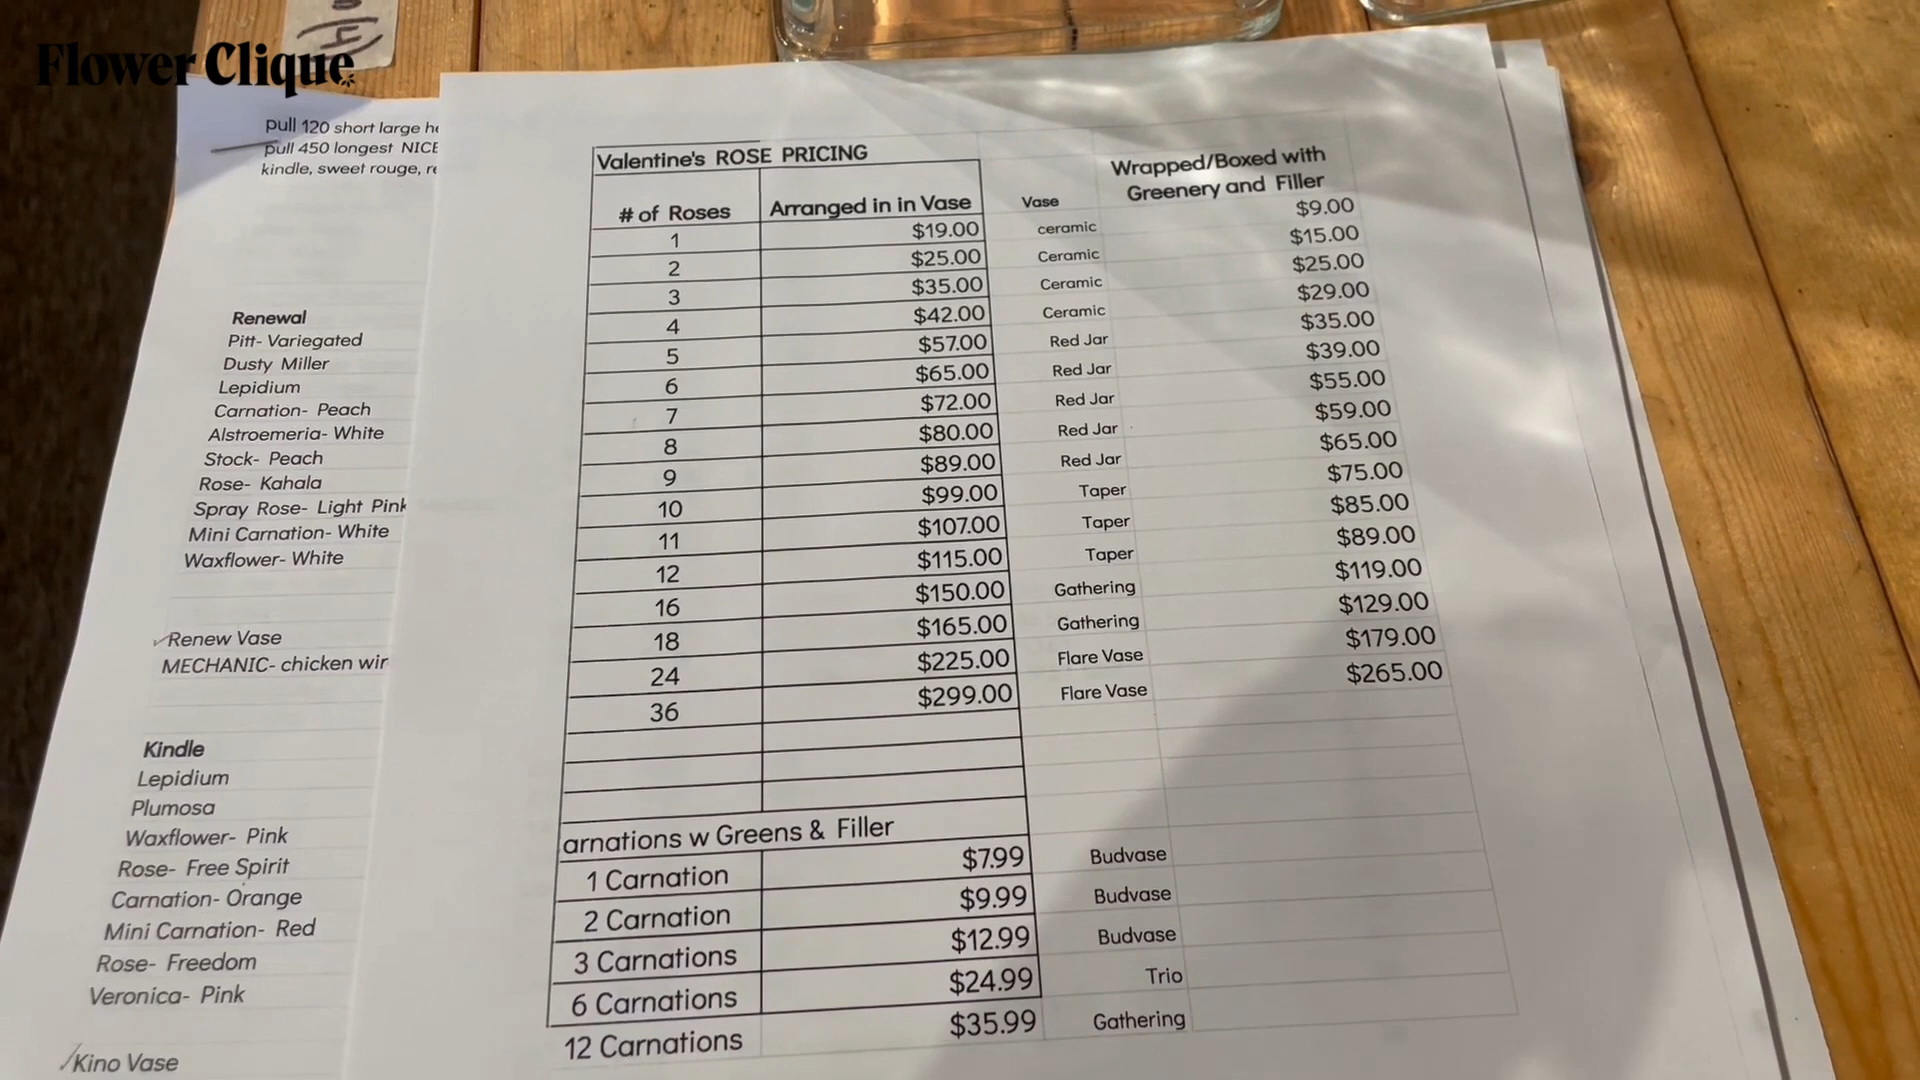 Flower Clique
pull 120 short large
pull 450 longest NICE
kindle, sweet rouge,
Renewal
Pitt- Variegated
Dusty Miller
Lepidium
Carnation- Peach
Alstroemeria- White
Stock- Peach
Rose- Kahala
Spray Rose- Light Pink
Mini Carnation- White
Waxflower- White
Renew Vase
MECHANIC- chicken
Kindle
Lepidium
Plumosa
Waxflower- Pink
Rose- Free Spirit
Carnation- Orange
Mini Carnation- Red
Rose- Freedom
Veronica- Pink
Kino Vase
Valentine's ROSE PRICING
# of Roses Arranged in in Vase Vase Wrapped/Boxed with
Greenery and Filler
1 $19.00 ceramic $9.00
2 $25.00 Ceramic $15.00
3 $35.00 Ceramic $25.00
4 $42.00 Ceramic $29.00
5 $57.00 Red Jar $35.00
6 $65.00 Red Jar $39.00
7 $72.00 Red Jar $55.00
8 $80.00 Red Jar $59.00
9 $89.00 Red Jar $65.00
10 $99.00 Taper $75.00
11 $107.00 Taper $85.00
12 $115.00 Taper $89.00
16 $150.00 Gathering $119.00
18 $165.00 Gathering $129.00
24 $225.00 Flare Vase $179.00
36 $299.00 Flare Vase $265.00
arnations w Greens & Filler
1 Carnation $7.99 Budvase
2 Carnation $9.99 Budvase
3 Carnations $12.99 Budvase
6 Carnations $24.99 Trio
12 Carnations $35.99 Gathering